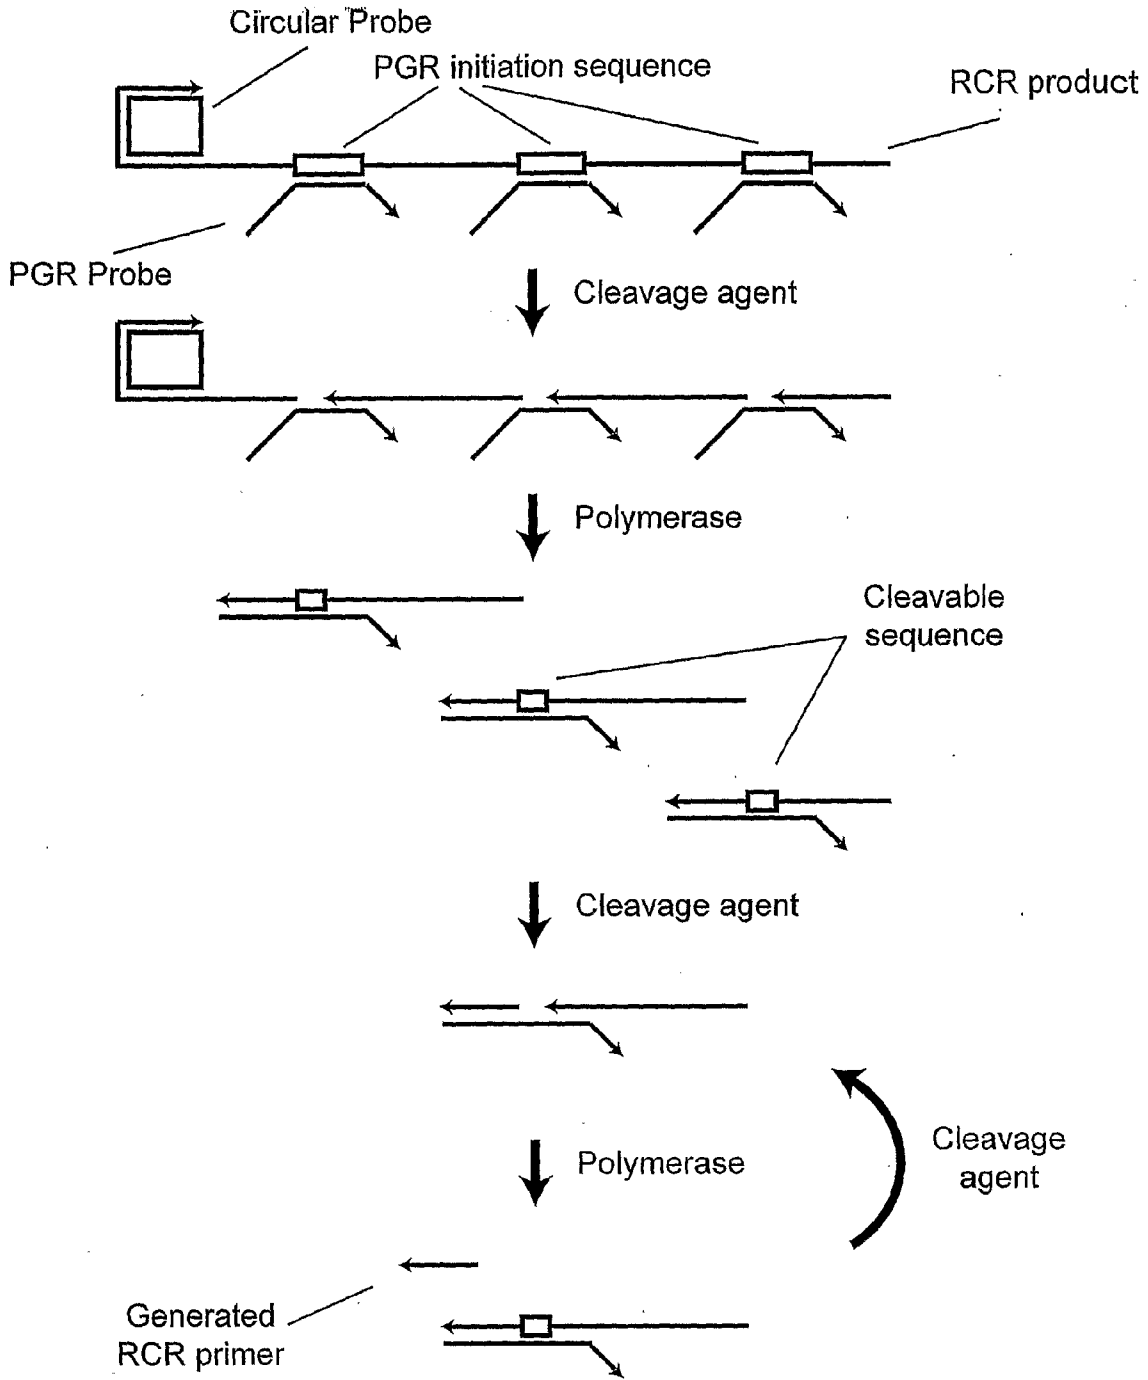 Circular Probe
PGR initiation sequence
RCR product
PGR Probe
Cleavage agent
Polymerase
Cleavable
sequence
Cleavage agent
Polymerase
Cleavage
agent
Generated
RCR primer